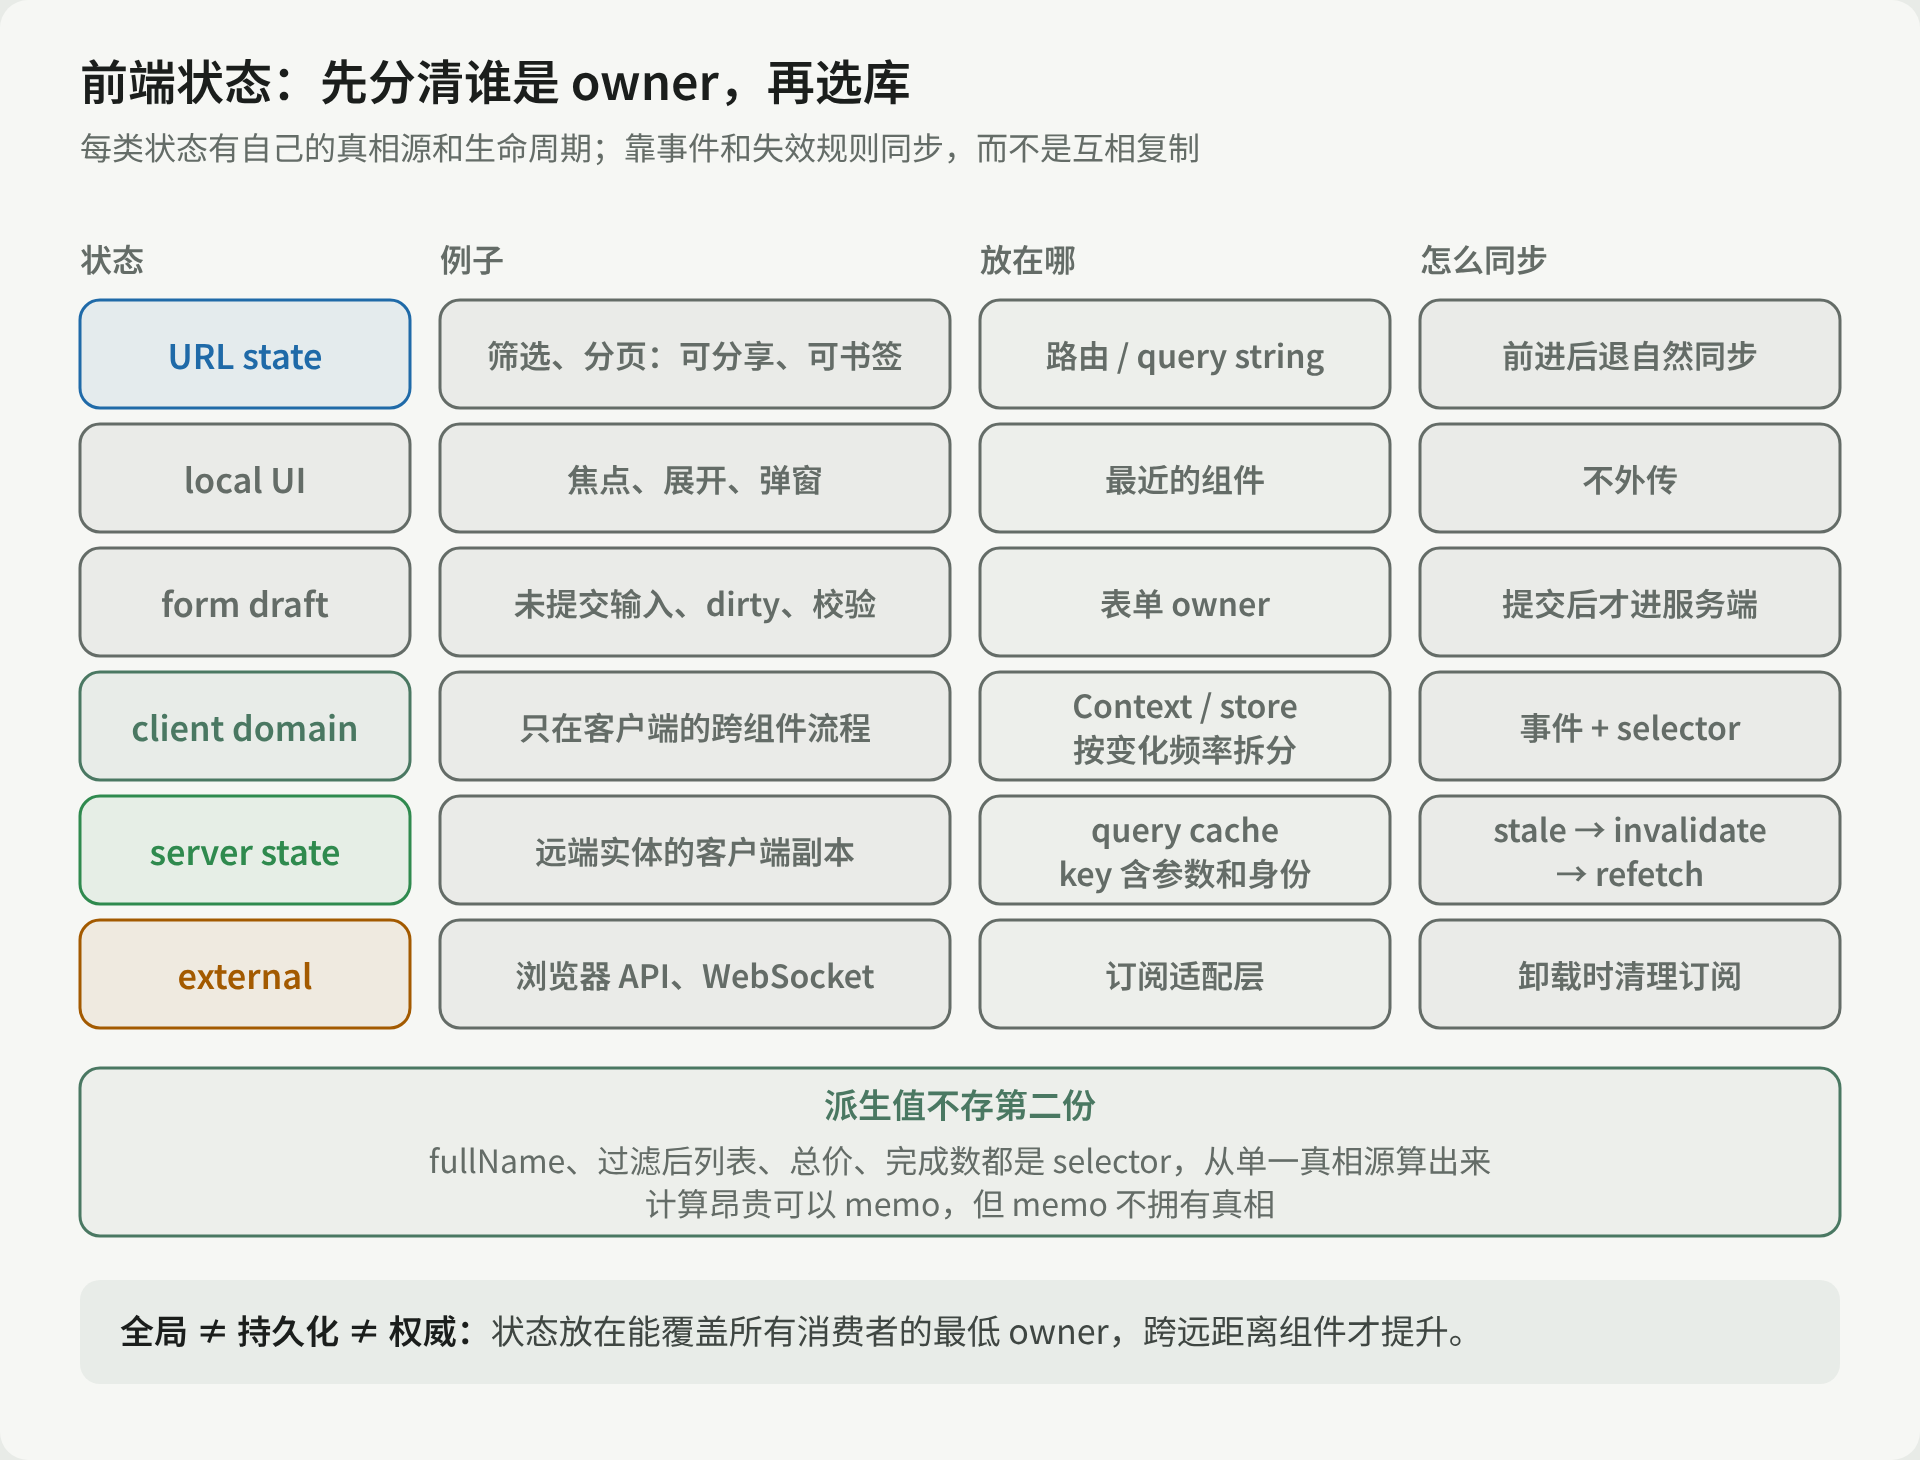 前端状态：先分清谁是 owner，再选库
每类状态有自己的真相源和生命周期；靠事件和失效规则同步，而不是互相复制
状态
例子
放在哪
怎么同步
URL state
筛选、分页：可分享、可书签
路由 / query string
前进后退自然同步
local UI
焦点、展开、弹窗
最近的组件
不外传
form draft
未提交输入、dirty、校验
表单 owner
提交后才进服务端
client domain
只在客户端的跨组件流程
Context / store
按变化频率拆分
事件 + selector
server state
远端实体的客户端副本
query cache
key 含参数和身份
stale → invalidate
→ refetch
external
浏览器 API、WebSocket
订阅适配层
卸载时清理订阅
派生值不存第二份
fullName、过滤后列表、总价、完成数都是 selector，从单一真相源算出来
计算昂贵可以 memo，但 memo 不拥有真相
全局 ≠ 持久化 ≠ 权威：状态放在能覆盖所有消费者的最低 owner，跨远距离组件才提升。